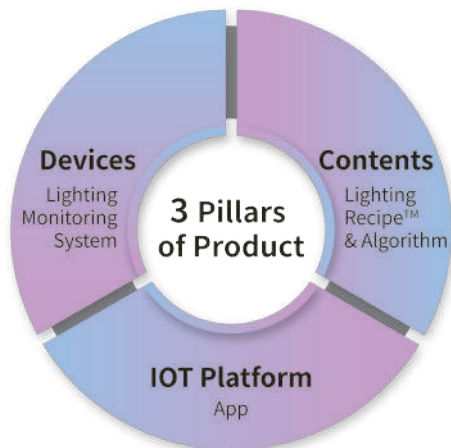 3 Pillars
of Product
Devices
Lighting
Monitoring
System
Contents
Lighting
Recipe™
& Algorithm
IOT Platform
App